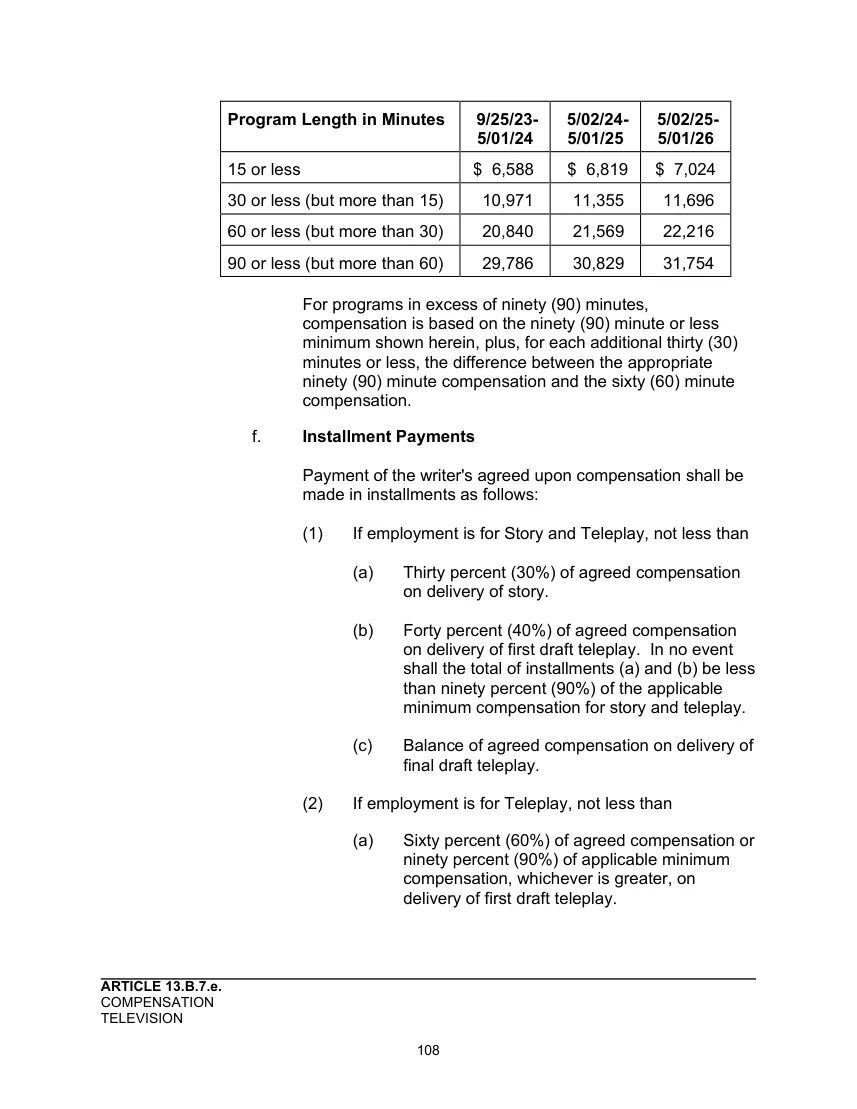 Program Length in Minutes 9/25/23- 5/02/24- 5/02/25-
5/01/24 5/01/25 5/01/26
15 or less $ 6,588 $ 6,819 $ 7,024
30 or less (but more than 15) 10,971 11,355 11,696
60 or less (but more than 30) 20,840 21,569 22,216
90 or less (but more than 60) 29,786 30,829 31,754
For programs in excess of ninety (90) minutes,
compensation is based on the ninety (90) minute or less
minimum shown herein, plus, for each additional thirty (30)
minutes or less, the difference between the appropriate
ninety (90) minute compensation and the sixty (60) minute
compensation.
f. Installment Payments
Payment of the writer's agreed upon compensation shall be
made in installments as follows:
(1) If employment is for Story and Teleplay, not less than
(a) Thirty percent (30%) of agreed compensation
on delivery of story.
(b) Forty percent (40%) of agreed compensation
on delivery of first draft teleplay. In no event
shall the total of installments (a) and (b) be less
than ninety percent (90%) of the applicable
minimum compensation for story and teleplay.
(c) Balance of agreed compensation on delivery of
final draft teleplay.
(2) If employment is for Teleplay, not less than
(a) Sixty percent (60%) of agreed compensation or
ninety percent (90%) of applicable minimum
compensation, whichever is greater, on
delivery of first draft teleplay.
ARTICLE 13.B.7.e.
COMPENSATION
TELEVISION
108